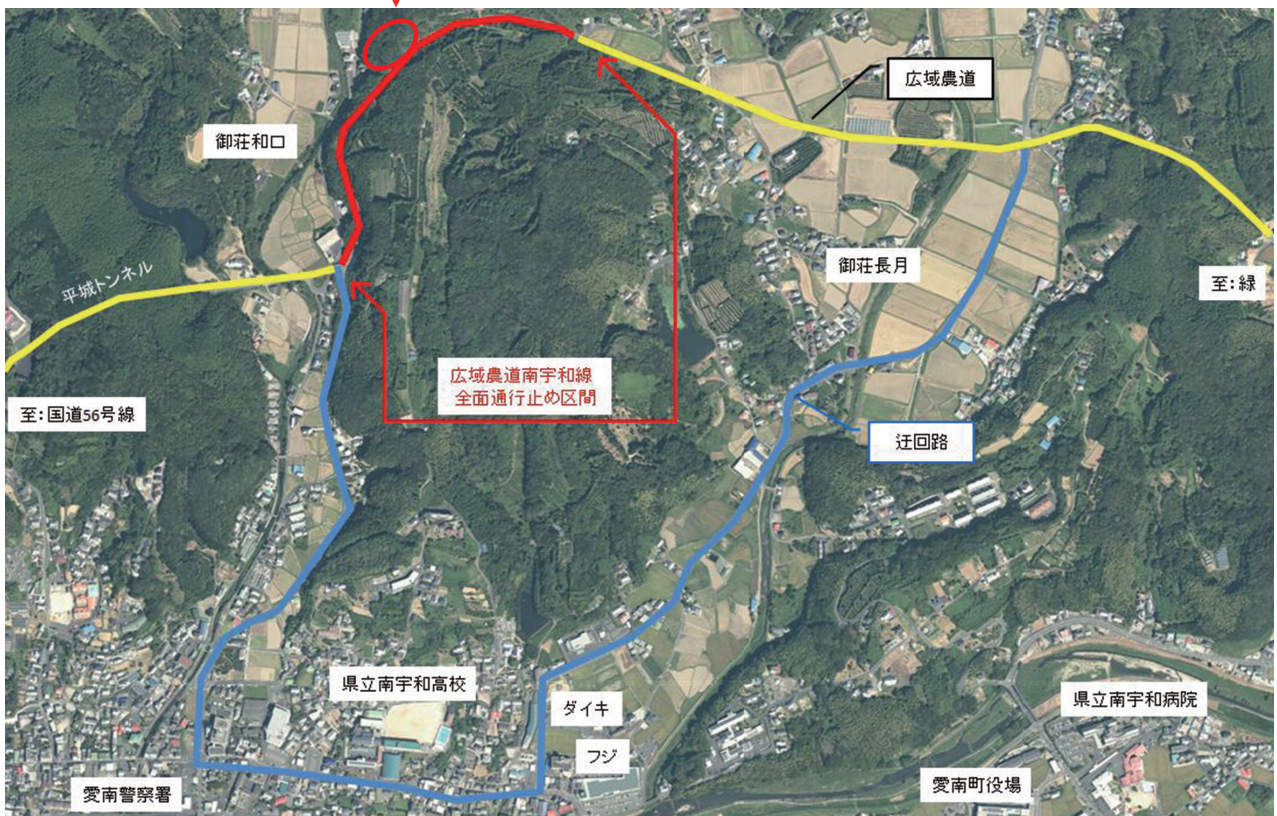 広域農道
御荘和口
御荘長月
平城トンネル
至:緑
広域農道南宇和線
全面通行止め区間
至:国道56号線
迂回路
県立南宇和高校
県立南宇和病院
ダイキ
フジ
愛南警察署
愛南町役場